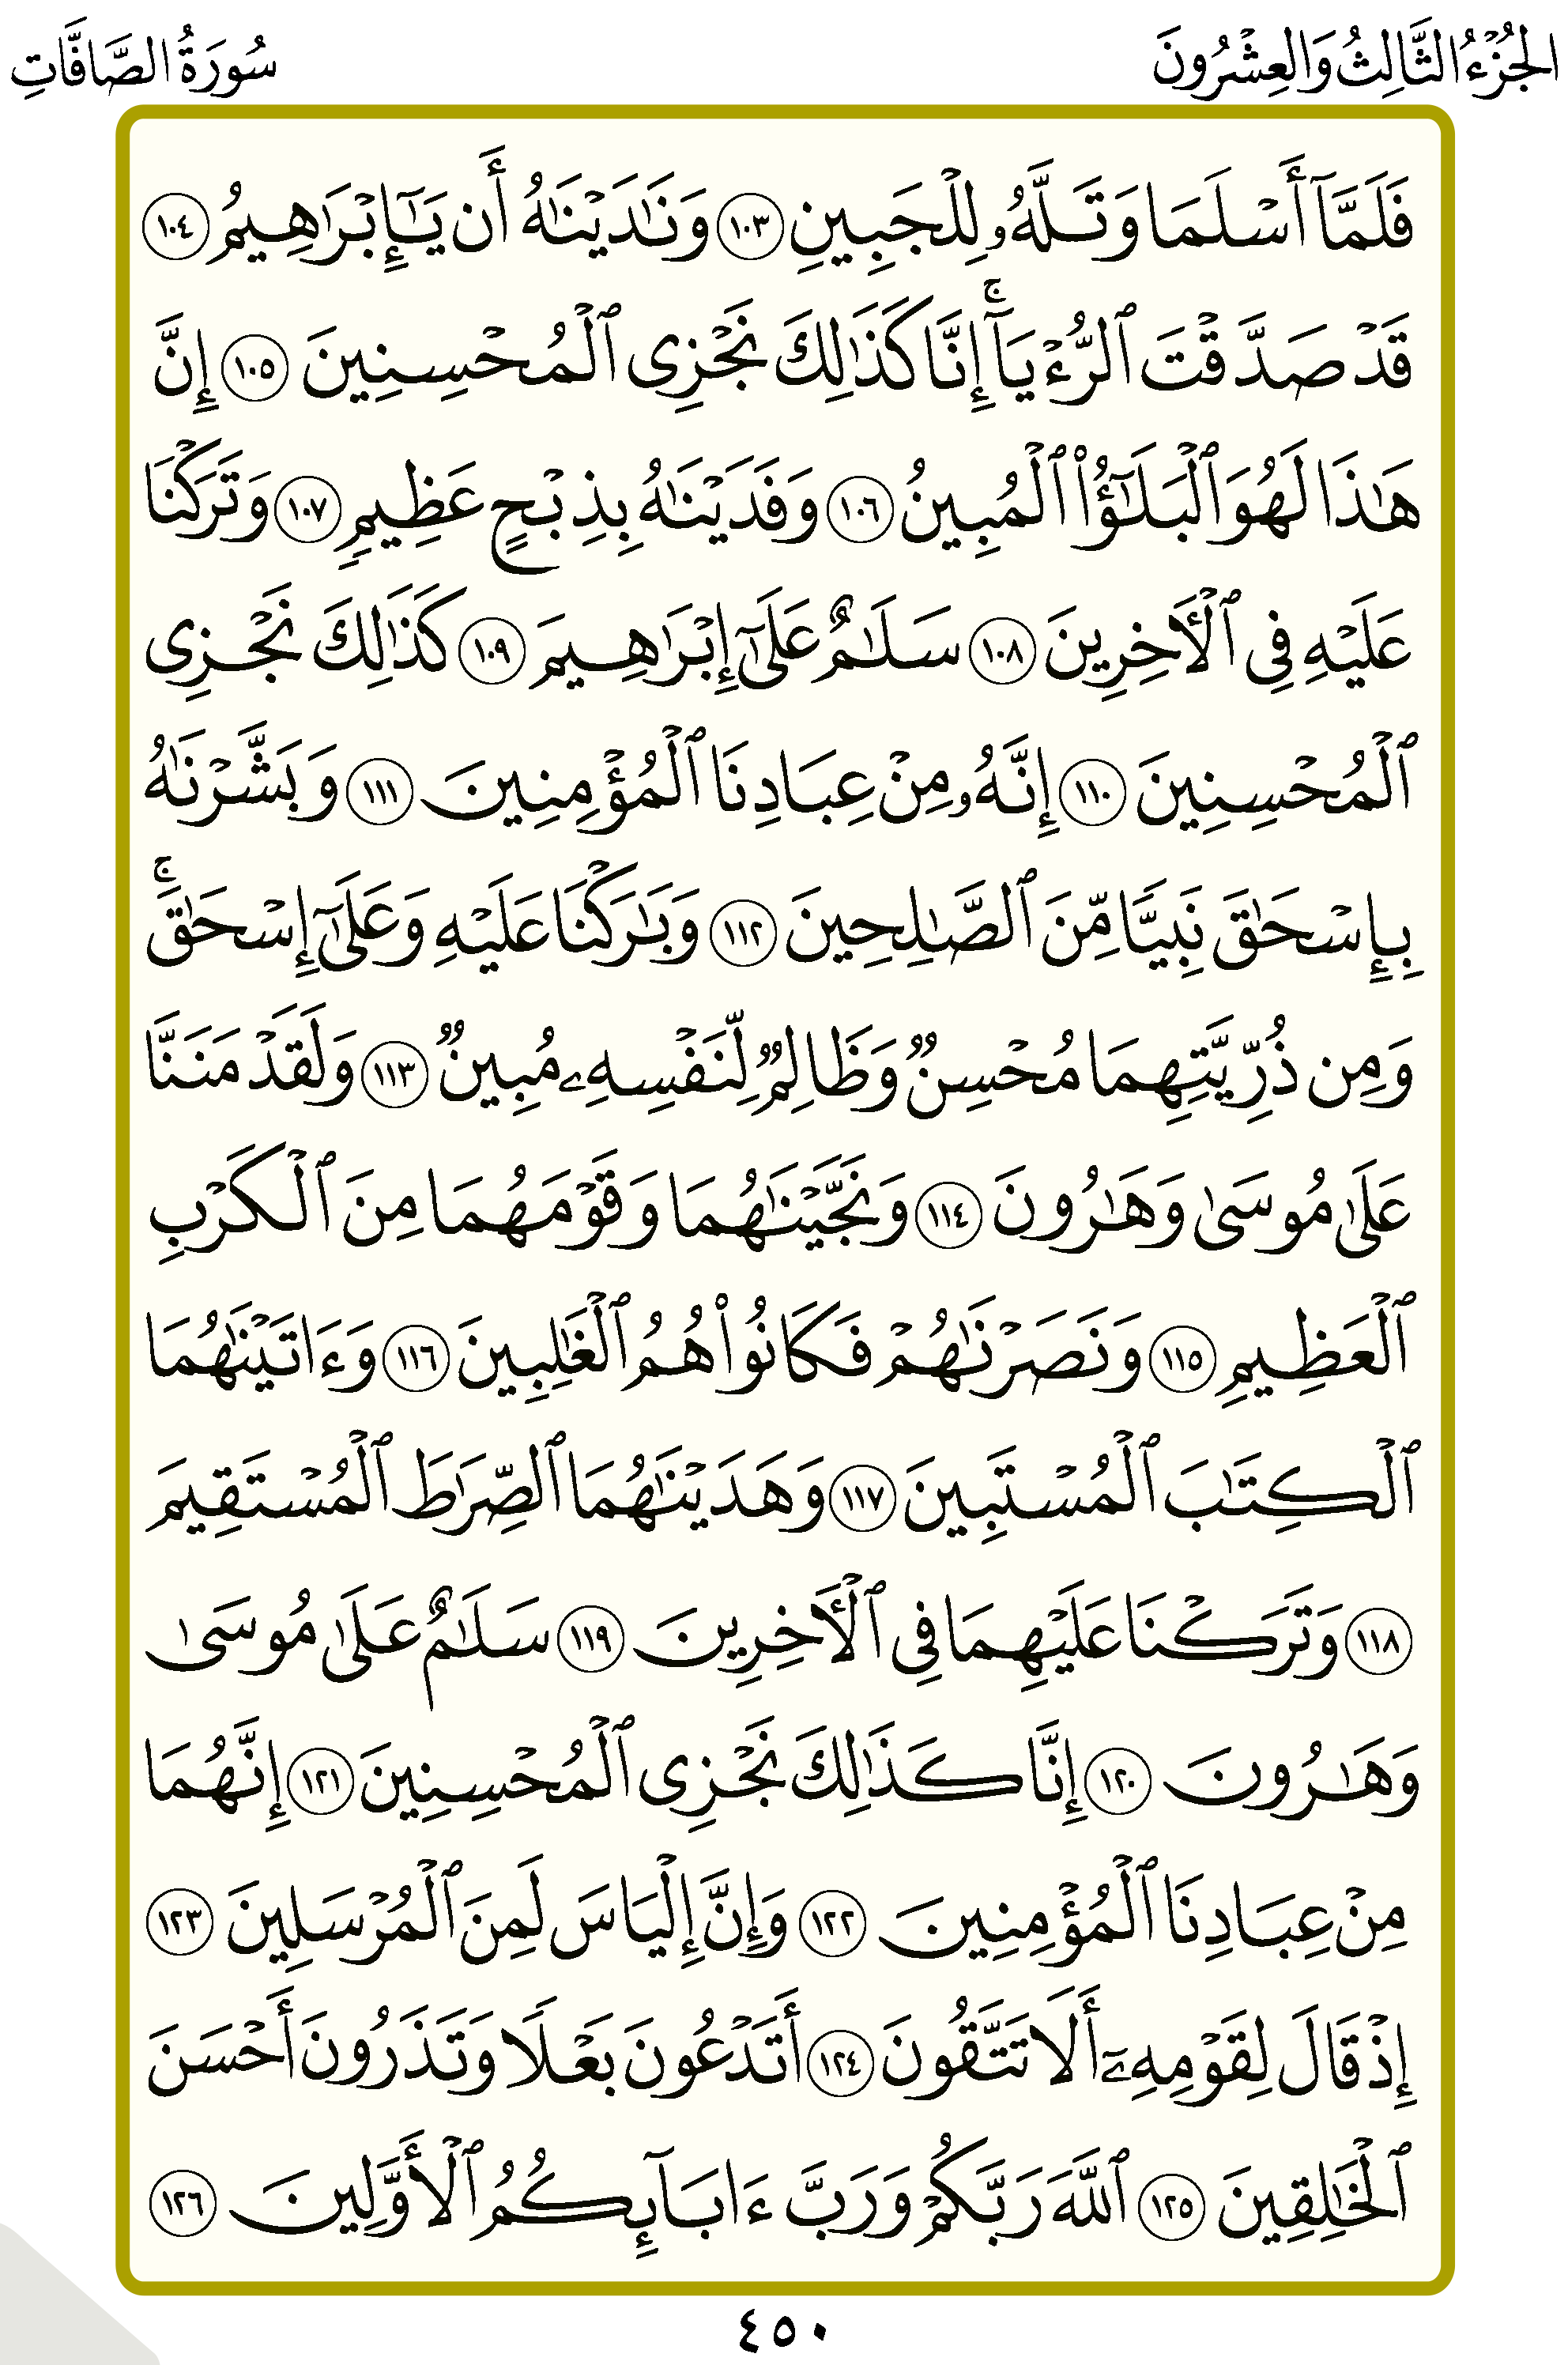 الجُزْءُ الثَّالِثُ وَالعِشْرُونَ
سُورَةُ الصَّافَّاتِ
فَلَمَّآ أَسْلَمَا وَتَلَّهُۥ لِلْجَبِينِ ١٠٣ وَنَٰدَيْنَٰهُ أَن يَٰٓإِبْرَٰهِيمُ ١٠٤
قَدْ صَدَّقْتَ ٱلرُّءْيَآۚ إِنَّا كَذَٰلِكَ نَجْزِى ٱلْمُحْسِنِينَ ١٠٥ إِنَّ
هَٰذَا لَهُوَ ٱلْبَلَٰٓؤُا۟ ٱلْمُبِينُ ١٠٦ وَفَدَيْنَٰهُ بِذِبْحٍ عَظِيمٍ ١٠٧ وَتَرَكْنَا
عَلَيْهِ فِى ٱلْأَخِرِينَ ١٠٨ سَلَٰمٌ عَلَىٰٓ إِبْرَٰهِيمَ ١٠٩ كَذَٰلِكَ نَجْزِى
ٱلْمُحْسِنِينَ ١١٠ إِنَّهُۥ مِنْ عِبَادِنَا ٱلْمُؤْمِنِينَ ١١١ وَبَشَّرْنَٰهُ
بِإِسْحَٰقَ نَبِيًّا مِّنَ ٱلصَّٰلِحِينَ ١١٢ وَبَٰرَكْنَا عَلَيْهِ وَعَلَىٰٓ إِسْحَٰقَۚ
وَمِن ذُرِّيَّتِهِمَا مُحْسِنٌ وَظَالِمٌ لِّنَفْسِهِۦ مُبِينٌ ١١٣ وَلَقَدْ مَنَنَّا
عَلَىٰ مُوسَىٰ وَهَٰرُونَ ١١٤ وَنَجَّيْنَٰهُمَا وَقَوْمَهُمَا مِنَ ٱلْكَرْبِ
ٱلْعَظِيمِ ١١٥ وَنَصَرْنَٰهُمْ فَكَانُوا۟ هُمُ ٱلْغَٰلِبِينَ ١١٦ وَءَاتَيْنَٰهُمَا
ٱلْكِتَٰبَ ٱلْمُسْتَبِينَ ١١٧ وَهَدَيْنَٰهُمَا ٱلصِّرَٰطَ ٱلْمُسْتَقِيمَ
١١٨ وَتَرَكْنَا عَلَيْهِمَا فِى ٱلْأَخِرِينَ ١١٩ سَلَٰمٌ عَلَىٰ مُوسَىٰ
وَهَٰرُونَ ١٢٠ إِنَّا كَذَٰلِكَ نَجْزِى ٱلْمُحْسِنِينَ ١٢١ إِنَّهُمَا
مِنْ عِبَادِنَا ٱلْمُؤْمِنِينَ ١٢٢ وَإِنَّ إِلْيَاسَ لَمِنَ ٱلْمُرْسَلِينَ ١٢٣
إِذْ قَالَ لِقَوْمِهِۦٓ أَلَا تَتَّقُونَ ١٢٤ أَتَدْعُونَ بَعْلًا وَتَذَرُونَ أَحْسَنَ
ٱلْخَٰلِقِينَ ١٢٥ ٱللَّهَ رَبَّكُمْ وَرَبَّ ءَابَآئِكُمُ ٱلْأَوَّلِينَ ١٢٦
٤٥٠